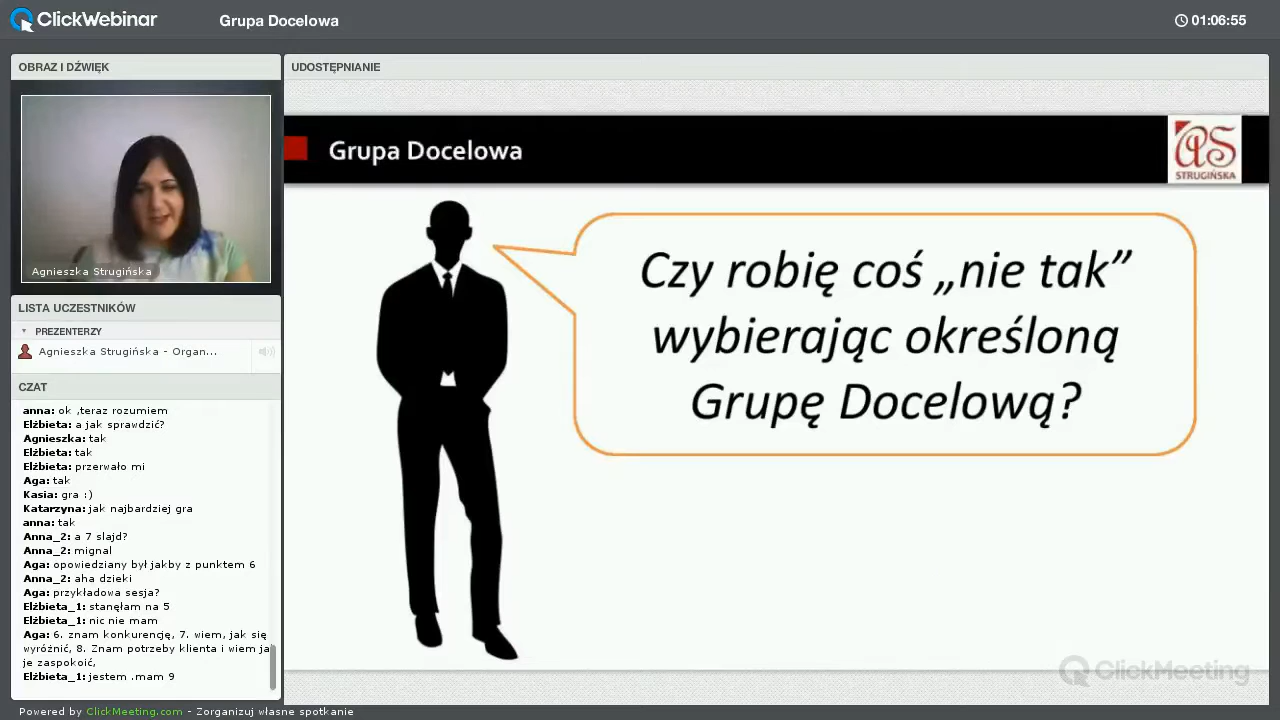 ClickWebinar
Grupa Docelowa
01:06:55
OBRAZ I DŹWIĘK
Agnieszka Strugińska
LISTA UCZESTNIKÓW
PREZENTERZY
Agnieszka Strugińska - Organ...
CZAT
anna: ok ,teraz rozumiem
Elżbieta: a jak sprawdzić?
Agnieszka: tak
Elżbieta: tak
Elżbieta: przerwało mi
Aga: tak
Kasia: gra :)
Katarzyna: jak najbardziej gra
anna: tak
Anna_2: a 7 slajd?
Anna_2: mignal
Aga: opowiedziany był jakby z punktem 6
Anna_2: aha dzieki
Aga: przykładowa sesja?
Elżbieta_1: stanęłam na 5
Elżbieta_1: nic nie mam
Aga: 6. znam konkurencję, 7. wiem, jak się
wyróżnić, 8. Znam potrzeby klienta i wiem ja
je zaspokoić,
Elżbieta_1: jestem .mam 9
UDOSTĘPNIANIE
Grupa Docelowa
AS
STRUGIŃSKA
Czy robię coś „nie tak”
wybierając określoną
Grupę Docelową?
ClickMeeting
Powered by ClickMeeting.com - Zorganizuj własne spotkanie